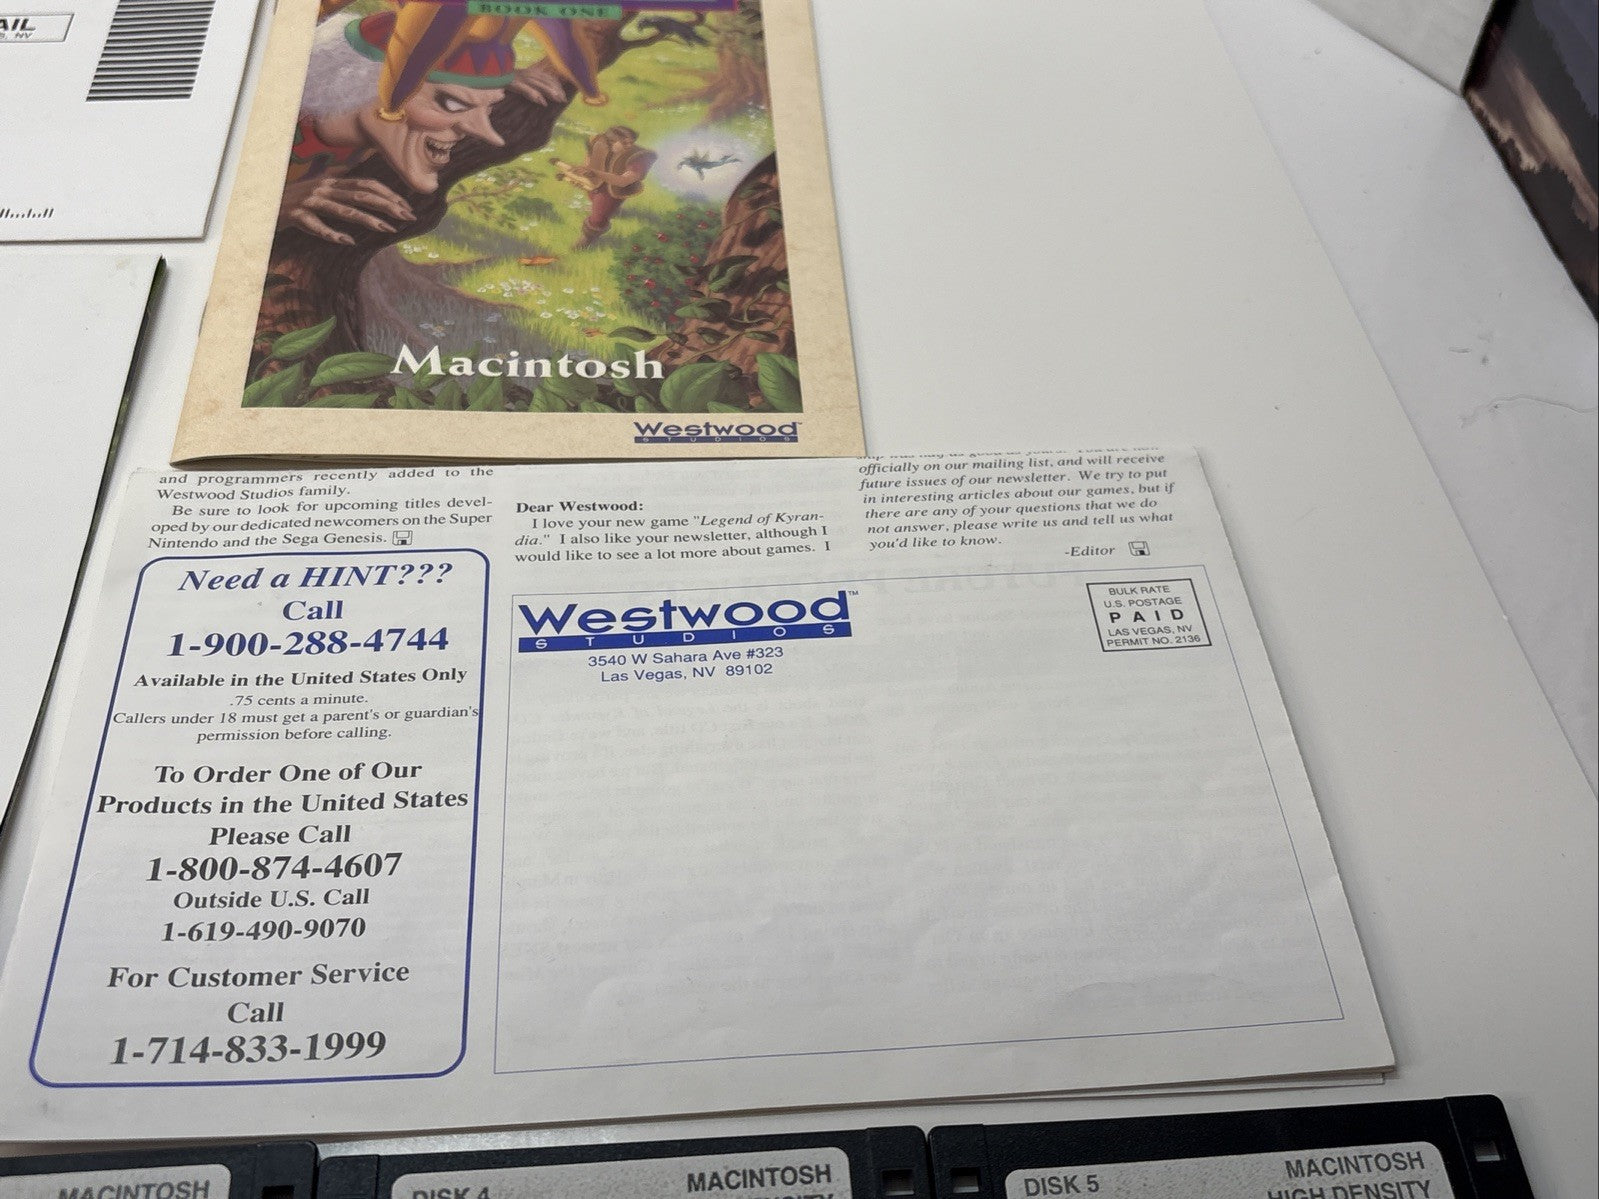 AIL
S, NV
BOOK ONE
Macintosh
Westwood
STUDIOS
and programmers recently added to the
Westwood Studios family.
Be sure to look for upcoming titles devel-
oped by our dedicated newcomers on the Super
Nintendo and the Sega Genesis.
Need a HINT???
Call
1-900-288-4744
Available in the United States Only
.75 cents a minute.
Callers under 18 must get a parent's or guardian's
permission before calling.
To Order One of Our
Products in the United States
Please Call
1-800-874-4607
Outside U.S. Call
1-619-490-9070
For Customer Service
Call
1-714-833-1999
Dear Westwood:
I love your new game "Legend of Kyran-
dia." I also like your newsletter, although I
would like to see a lot more about games. I
officially on our mailing list, and will receive
future issues of our newsletter. We try to put
in interesting articles about our games, but if
there are any of your questions that we do
not answer, please write us and tell us what
you'd like to know.
-Editor
Westwood™
STUDIOS
3540 W Sahara Ave #323
Las Vegas, NV 89102
BULK RATE
U.S. POSTAGE
PAID
LAS VEGAS, NV
PERMIT NO. 2136
MACINTOSH
DISK 4
MACINTOSH
DISK 5
MACINTOSH
HIGH DENSITY